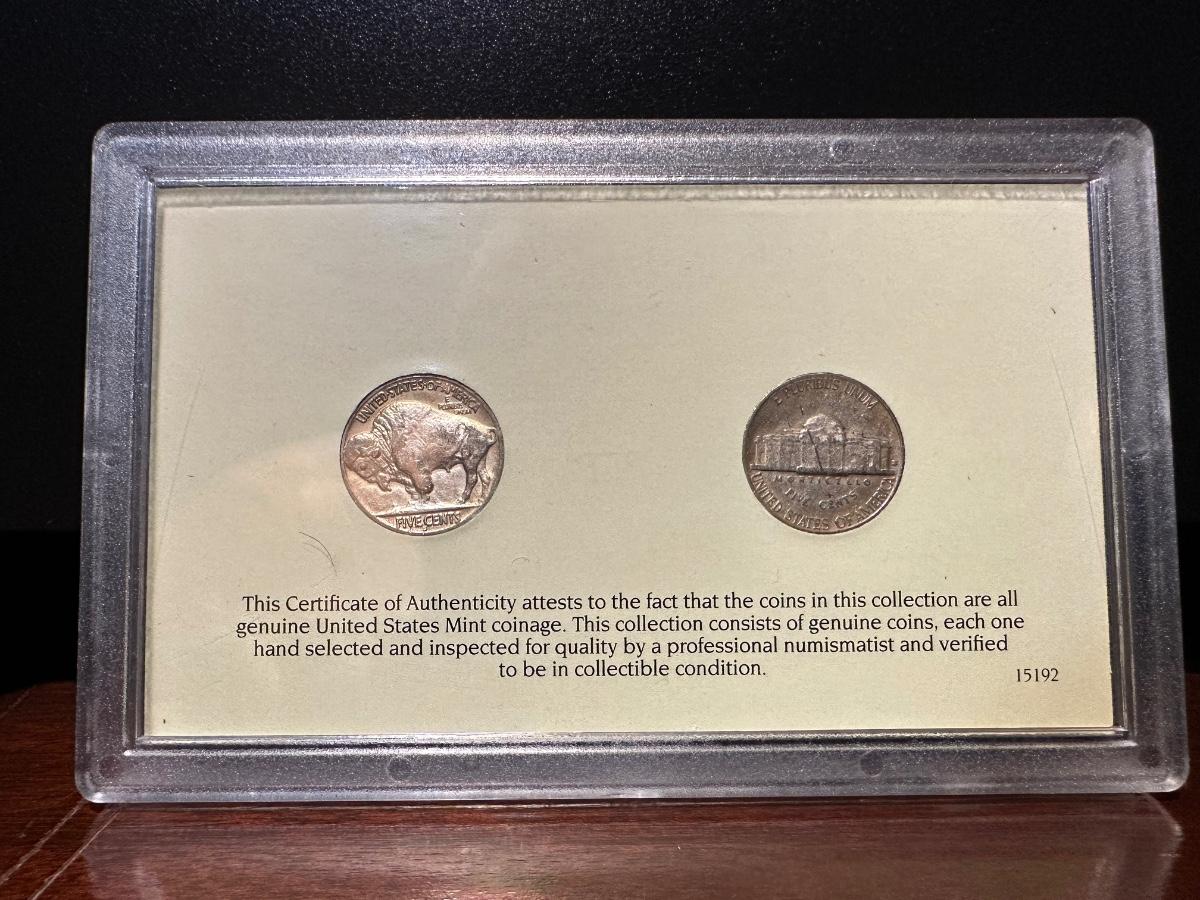 UNITED STATES OF AMERICA
E PLURIBUS UNUM
FIVE CENTS
E PLURIBUS UNUM
MONTICELLO
FIVE CENTS
UNITED STATES OF AMERICA
This Certificate of Authenticity attests to the fact that the coins in this collection are all
genuine United States Mint coinage. This collection consists of genuine coins, each one
hand selected and inspected for quality by a professional numismatist and verified
to be in collectible condition.
15192